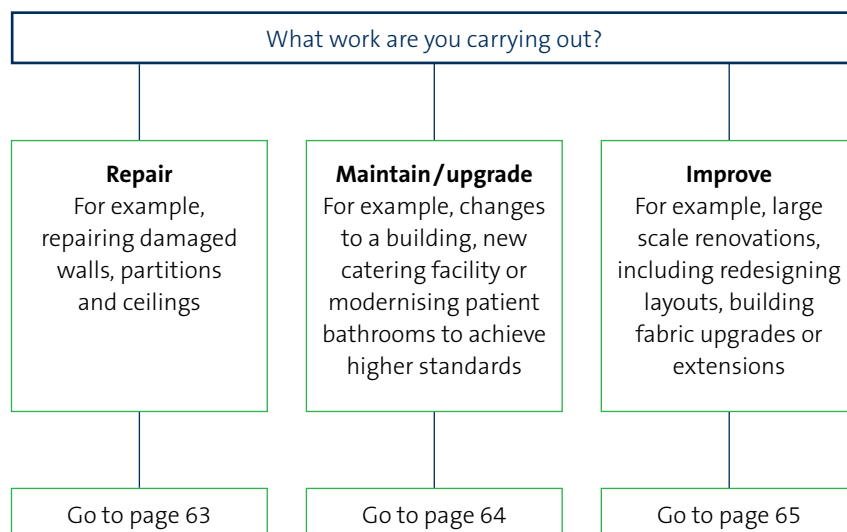 What work are you carrying out?
Repair
For example,
repairing damaged
walls, partitions
and ceilings
Maintain/upgrade
For example, changes
to a building, new
catering facility or
modernising patient
bathrooms to achieve
higher standards
Improve
For example, large
scale renovations,
including redesigning
layouts, building
fabric upgrades or
extensions
Go to page 63
Go to page 64
Go to page 65